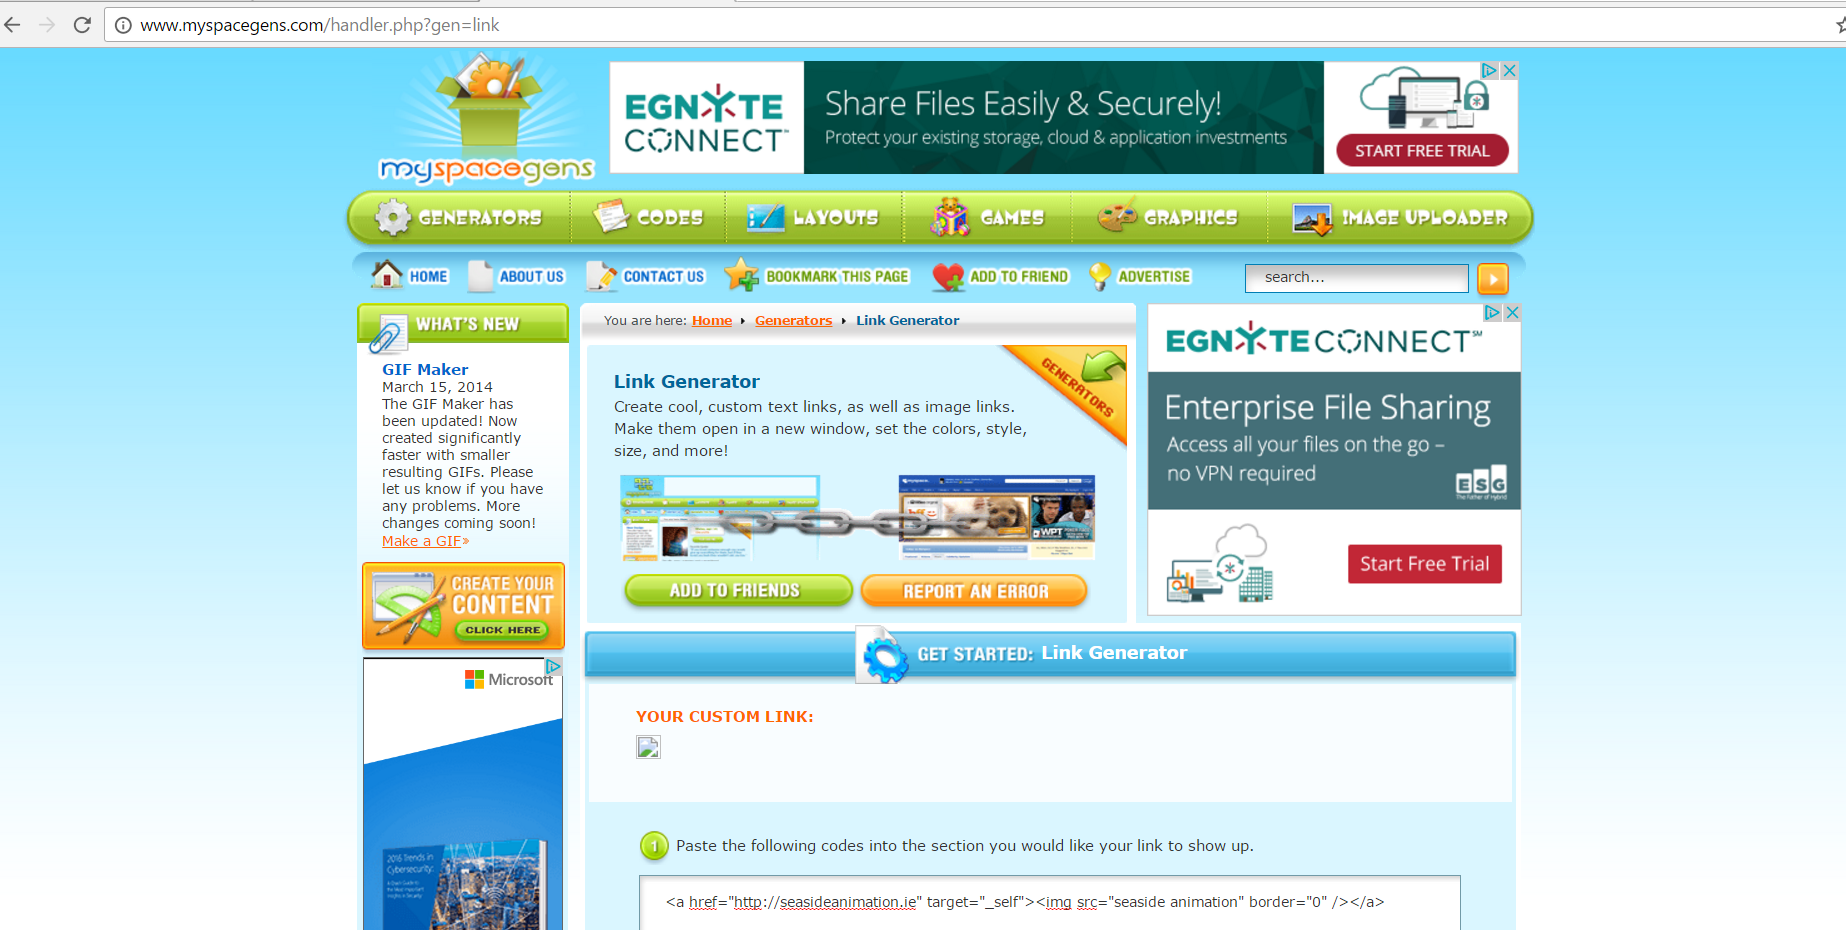 www.myspacegens.com/handler.php?gen=link
myspacegens
EGNYTE
CONNECT
Share Files Easily & Securely!
Protect your existing storage, cloud & application investments
START FREE TRIAL
GENERATORS
CODES
LAYOUTS
GAMES
GRAPHICS
IMAGE UPLOADER
HOME
ABOUT US
CONTACT US
BOOKMARK THIS PAGE
ADD TO FRIEND
ADVERTISE
search...
WHAT'S NEW
GIF Maker
March 15, 2014
The GIF Maker has
been updated! Now
created significantly
faster with smaller
resulting GIFs. Please
let us know if you have
any problems. More
changes coming soon!
Make a GIF»
CREATE YOUR
CONTENT
CLICK HERE
Microsoft
2016 Trends in
Cybersecurity:
You are here: Home Generators Link Generator
Link Generator
Create cool, custom text links, as well as image links.
Make them open in a new window, set the colors, style,
size, and more!
GENERATORS
WPT
ADD TO FRIENDS
REPORT AN ERROR
EGNYTE CONNECT℠
Enterprise File Sharing
Access all your files on the go –
no VPN required
ESG
The Father of Hybrid
Start Free Trial
GET STARTED: Link Generator
YOUR CUSTOM LINK:
1 Paste the following codes into the section you would like your link to show up.
<a href="http://seasideanimation.ie" target="_self"><img src="seaside animation" border="0" /></a>